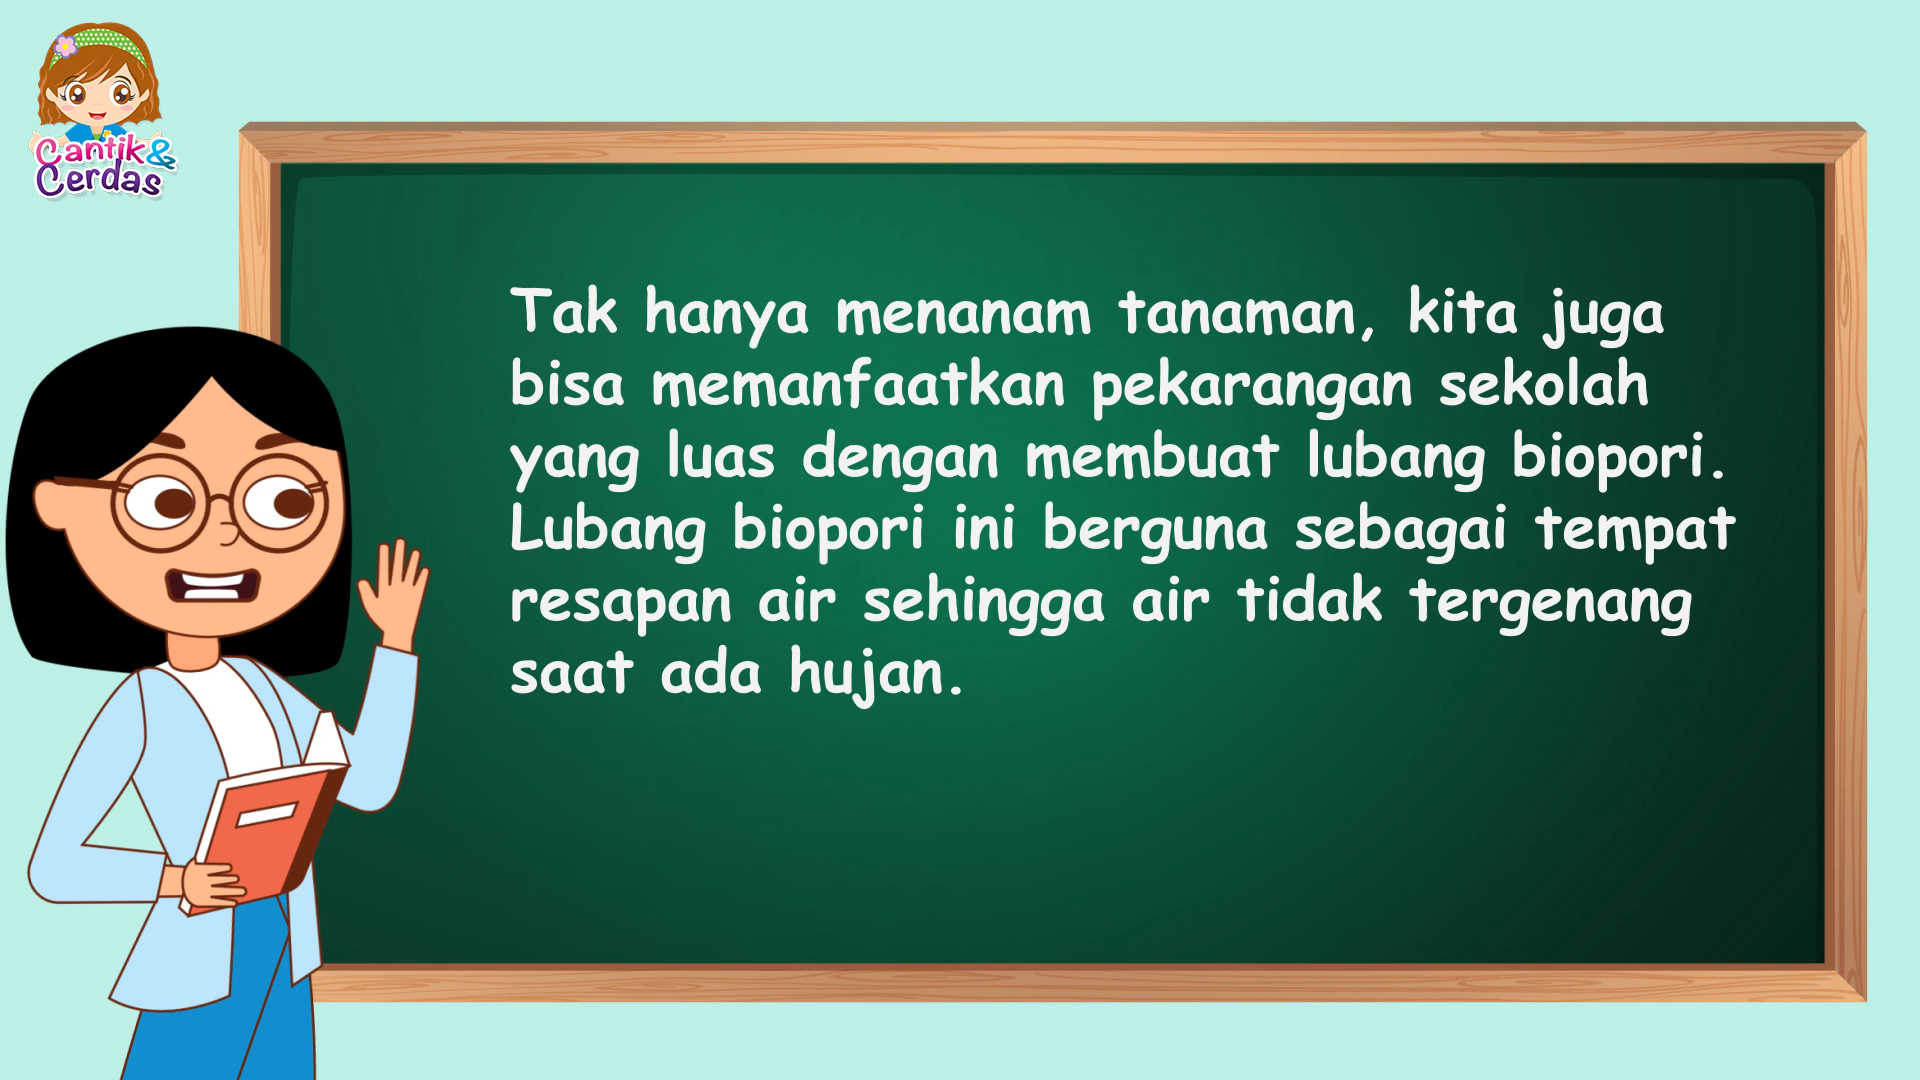 Cantik &
Cerdas
Tak hanya menanam tanaman, kita juga
bisa memanfaatkan pekarangan sekolah
yang luas dengan membuat lubang biopori.
Lubang biopori ini berguna sebagai tempat
resapan air sehingga air tidak tergenang
saat ada hujan.